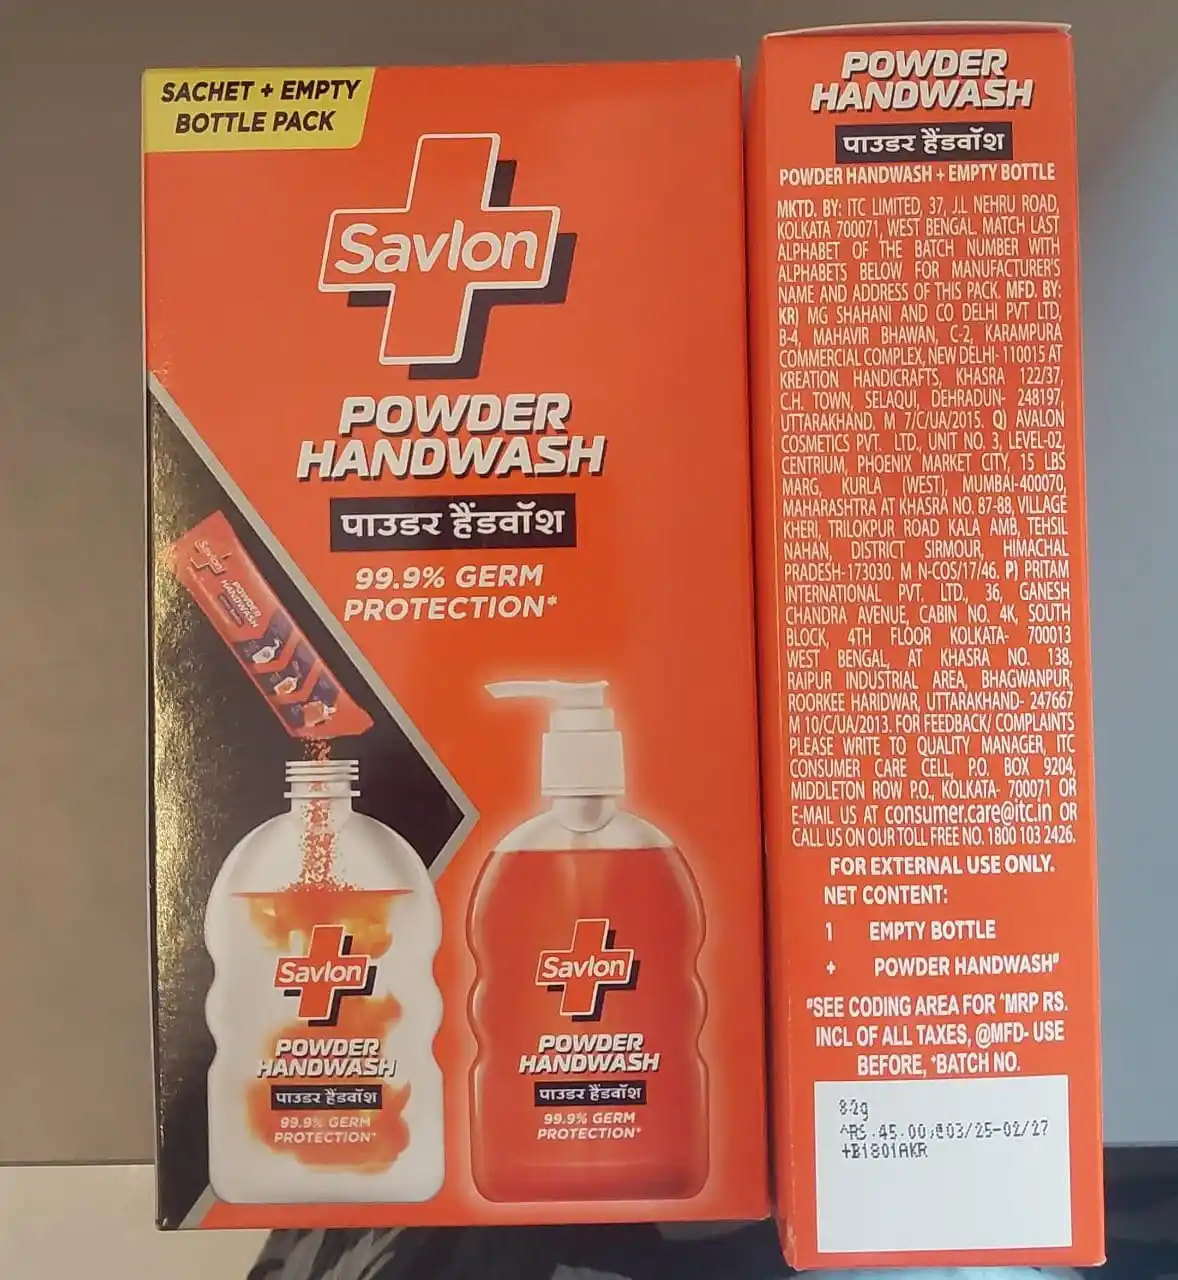 SACHET + EMPTY
BOTTLE PACK
Savlon
POWDER
HANDWASH
पाउडर हैंडवॉश
99.9% GERM
PROTECTION*
Savlon
POWDER
HANDWASH
Savlon
POWDER
HANDWASH
पाउडर हैंडवॉश
99.9% GERM
PROTECTION*
Savlon
POWDER
HANDWASH
पाउडर हैंडवॉश
99.9% GERM
PROTECTION*
POWDER
HANDWASH
पाउडर हैंडवॉश
POWDER HANDWASH + EMPTY BOTTLE
MKTD. BY: ITC LIMITED, 37, J.L NEHRU ROAD,
KOLKATA 700071, WEST BENGAL. MATCH LAST
ALPHABET OF THE BATCH NUMBER WITH
ALPHABETS BELOW FOR MANUFACTURER'S
NAME AND ADDRESS OF THIS PACK. MFD. BY:
KR) MG SHAHANI AND CO DELHI PVT LTD,
B-4, MAHAVIR BHAWAN, C-2, KARAMPURA
COMMERCIAL COMPLEX, NEW DELHI- 110015 AT
KREATION HANDICRAFTS, KHASRA 122/37,
C.H. TOWN, SELAQUI, DEHRADUN- 248197,
UTTARAKHAND. M 7/C/UA/2015. Q) AVALON
COSMETICS PVT. LTD., UNIT NO. 3, LEVEL-02,
CENTRIUM, PHOENIX MARKET CITY, 15 LBS
MARG, KURLA (WEST), MUMBAI-400070,
MAHARASHTRA AT KHASRA NO. 87-88, VILLAGE
KHERI, TRILOKPUR ROAD KALA AMB, TEHSIL
NAHAN, DISTRICT SIRMOUR, HIMACHAL
PRADESH-173030. M N-COS/17/46. P) PRITAM
INTERNATIONAL PVT. LTD., 36, GANESH
CHANDRA AVENUE, CABIN NO. 4K, SOUTH
BLOCK, 4TH FLOOR KOLKATA- 700013
WEST BENGAL, AT KHASRA NO. 138,
RAIPUR INDUSTRIAL AREA, BHAGWANPUR,
ROORKEE HARIDWAR, UTTARAKHAND- 247667
M 10/C/UA/2013. FOR FEEDBACK/ COMPLAINTS
PLEASE WRITE TO QUALITY MANAGER, ITC
CONSUMER CARE CELL, P.O. BOX 9204,
MIDDLETON ROW P.O., KOLKATA- 700071 OR
E-MAIL US AT consumer.care@itc.in OR
CALL US ON OUR TOLL FREE NO. 1800 103 2426.
FOR EXTERNAL USE ONLY.
NET CONTENT:
1 EMPTY BOTTLE
+ POWDER HANDWASH#
#SEE CODING AREA FOR ^MRP RS.
INCL OF ALL TAXES, @MFD- USE
BEFORE, +BATCH NO.
82g
^RS.45.00,@03/25-02/27
+B1801AKR